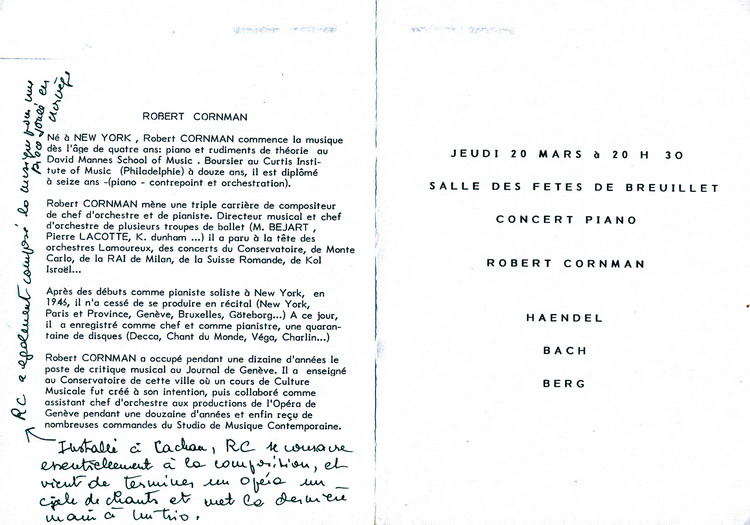 ROBERT CORNMAN
Né à NEW YORK , Robert CORNMAN commence la musique
dès l'âge de quatre ans: piano et rudiments de théorie au
David Mannes School of Music . Boursier au Curtis Insti-
tute of Music (Philadelphie) à douze ans, il est diplômé
à seize ans -(piano - contrepoint et orchestration).
Robert CORNMAN mène une triple carrière de compositeur
de chef d'orchestre et de pianiste. Directeur musical et chef
d'orchestre de plusieurs troupes de ballet (M. BEJART ,
Pierre LACOTTE, K. dunham ...) il a paru à la tête des
orchestres Lamoureux, des concerts du Conservatoire, de Monte
Carlo, de la RAI de Milan, de la Suisse Romande, de Kol
Israël...
Après des débuts comme pianiste soliste à New York, en
1946, il n'a cessé de se produire en récital (New York,
Paris et Province, Genève, Bruxelles, Göteborg...) A ce jour,
il a enregistré comme chef et comme pianistre, une quaran-
taine de disques (Decca, Chant du Monde, Véga, Charlin...)
Robert CORNMAN a occupé pendant une dizaine d'années le
poste de critique musical au Journal de Genève. Il a enseigné
au Conservatoire de cette ville où un cours de Culture
Musicale fut créé à son intention, puis collaboré comme
assistant chef d'orchestre aux productions de l'Opéra de
Genève pendant une douzaine d'années et enfin reçu de
nombreuses commandes du Studio de Musique Contemporaine.
Installé à Cachan, RC se consacre
essentiellement à la composition, et
vient de terminer un opéra un
cycle de chants et met la dernière
main à un trio.
RC a également composé la musique pour une
pièce jouée en
Norvège
JEUDI 20 MARS à 20 H 30
SALLE DES FETES DE BREUILLET
CONCERT PIANO
ROBERT CORNMAN
HAENDEL
BACH
BERG